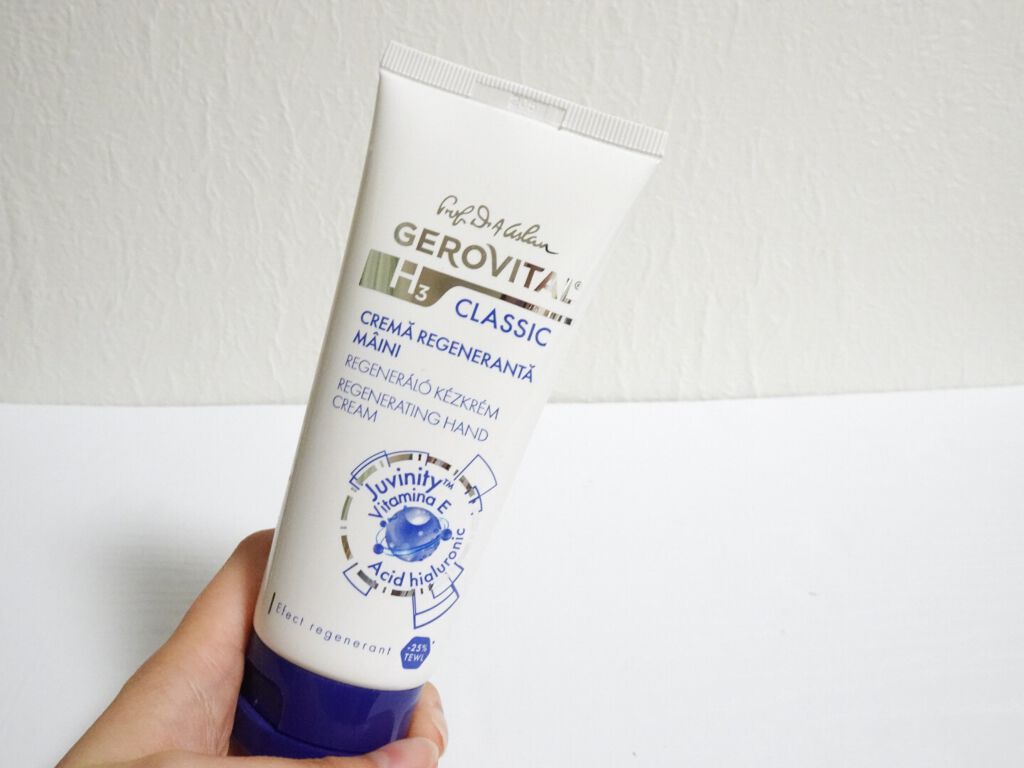 Prof. Dr. A. Aslan
GEROVITAL®
H3
CLASSIC
CREMĂ REGENERANTĂ
MÂINI
REGENERÁLÓ KÉZKRÉM
REGENERATING HAND
CREAM
Juvinity™
Vitamina E
Acid hialuronic
Efect regenerant
-25%
TEWL